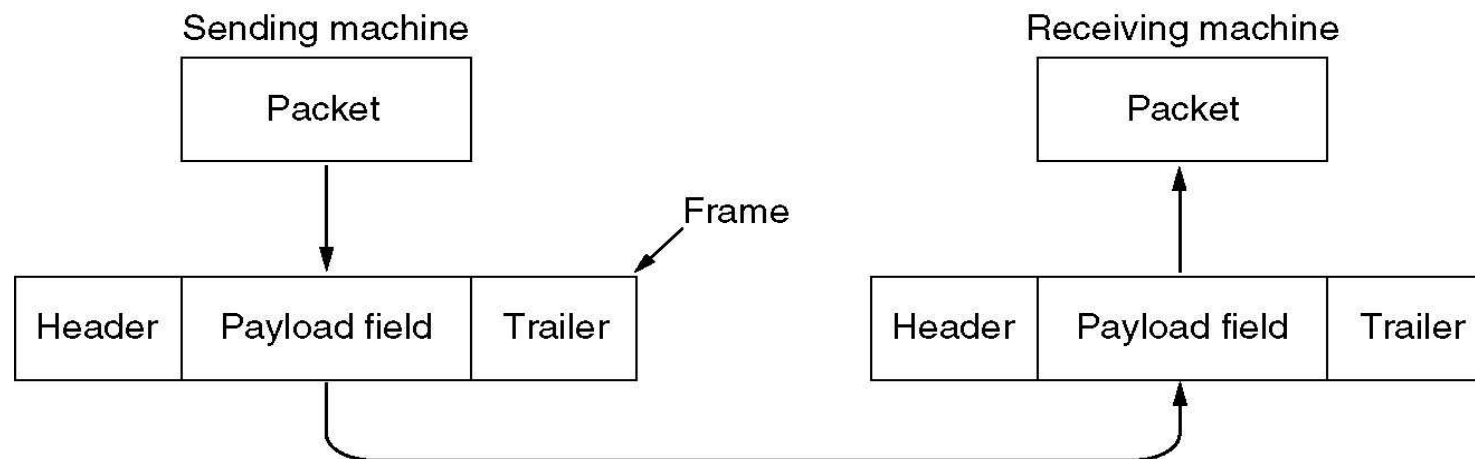 Sending machine
Receiving machine
Packet
Packet
Frame
Header
Payload field
Trailer
Header
Payload field
Trailer